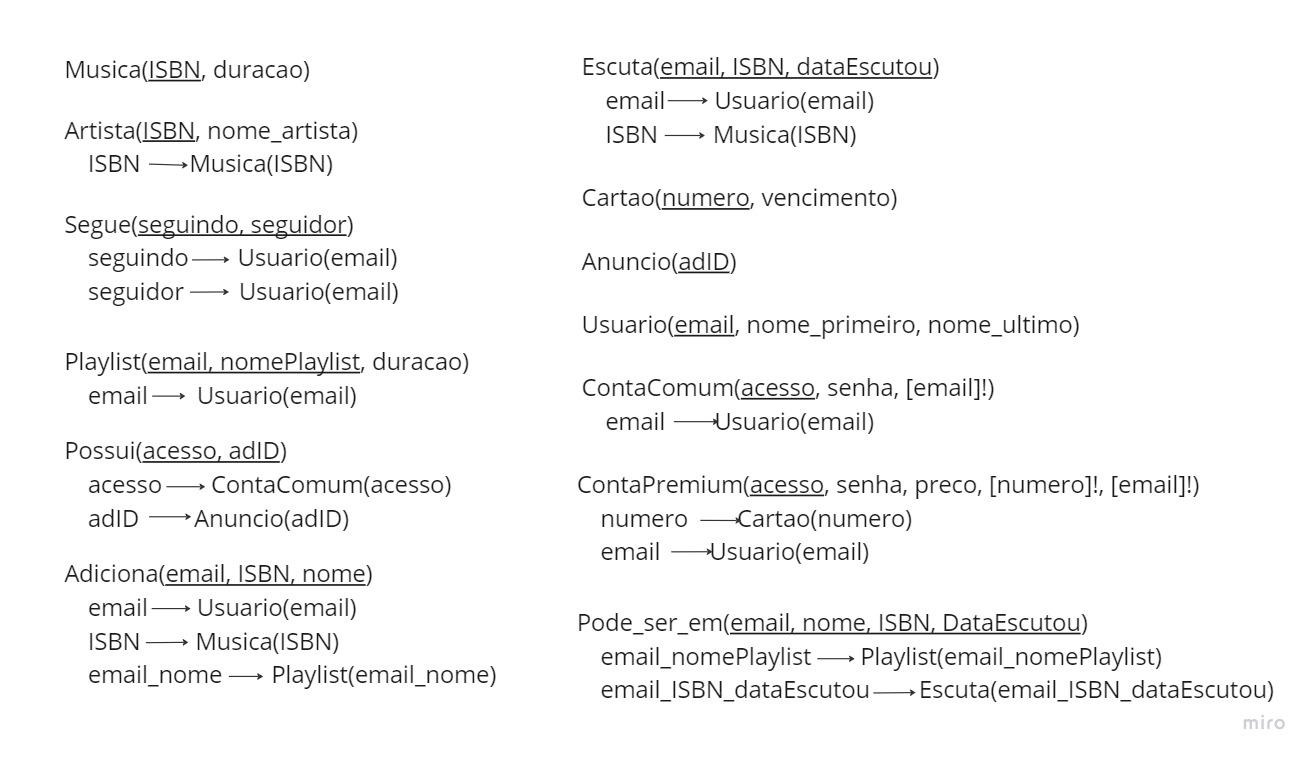 Musica(ISBN, duracao)
Artista(ISBN, nome_artista)
ISBN → Musica(ISBN)
Segue(seguindo, seguidor)
seguindo → Usuario(email)
seguidor → Usuario(email)
Playlist(email, nomePlaylist, duracao)
email → Usuario(email)
Possui(acesso, adID)
acesso → ContaComum(acesso)
adID → Anuncio(adID)
Adiciona(email, ISBN, nome)
email → Usuario(email)
ISBN → Musica(ISBN)
email_nome → Playlist(email_nome)
Escuta(email, ISBN, dataEscutou)
email → Usuario(email)
ISBN → Musica(ISBN)
Cartao(numero, vencimento)
Anuncio(adID)
Usuario(email, nome_primeiro, nome_ultimo)
ContaComum(acesso, senha, [email]!)
email → Usuario(email)
ContaPremium(acesso, senha, preco, [numero]!, [email]!)
numero → Cartao(numero)
email → Usuario(email)
Pode_ser_em(email, nome, ISBN, DataEscutou)
email_nomePlaylist → Playlist(email_nomePlaylist)
email_ISBN_dataEscutou → Escuta(email_ISBN_dataEscutou)
miro